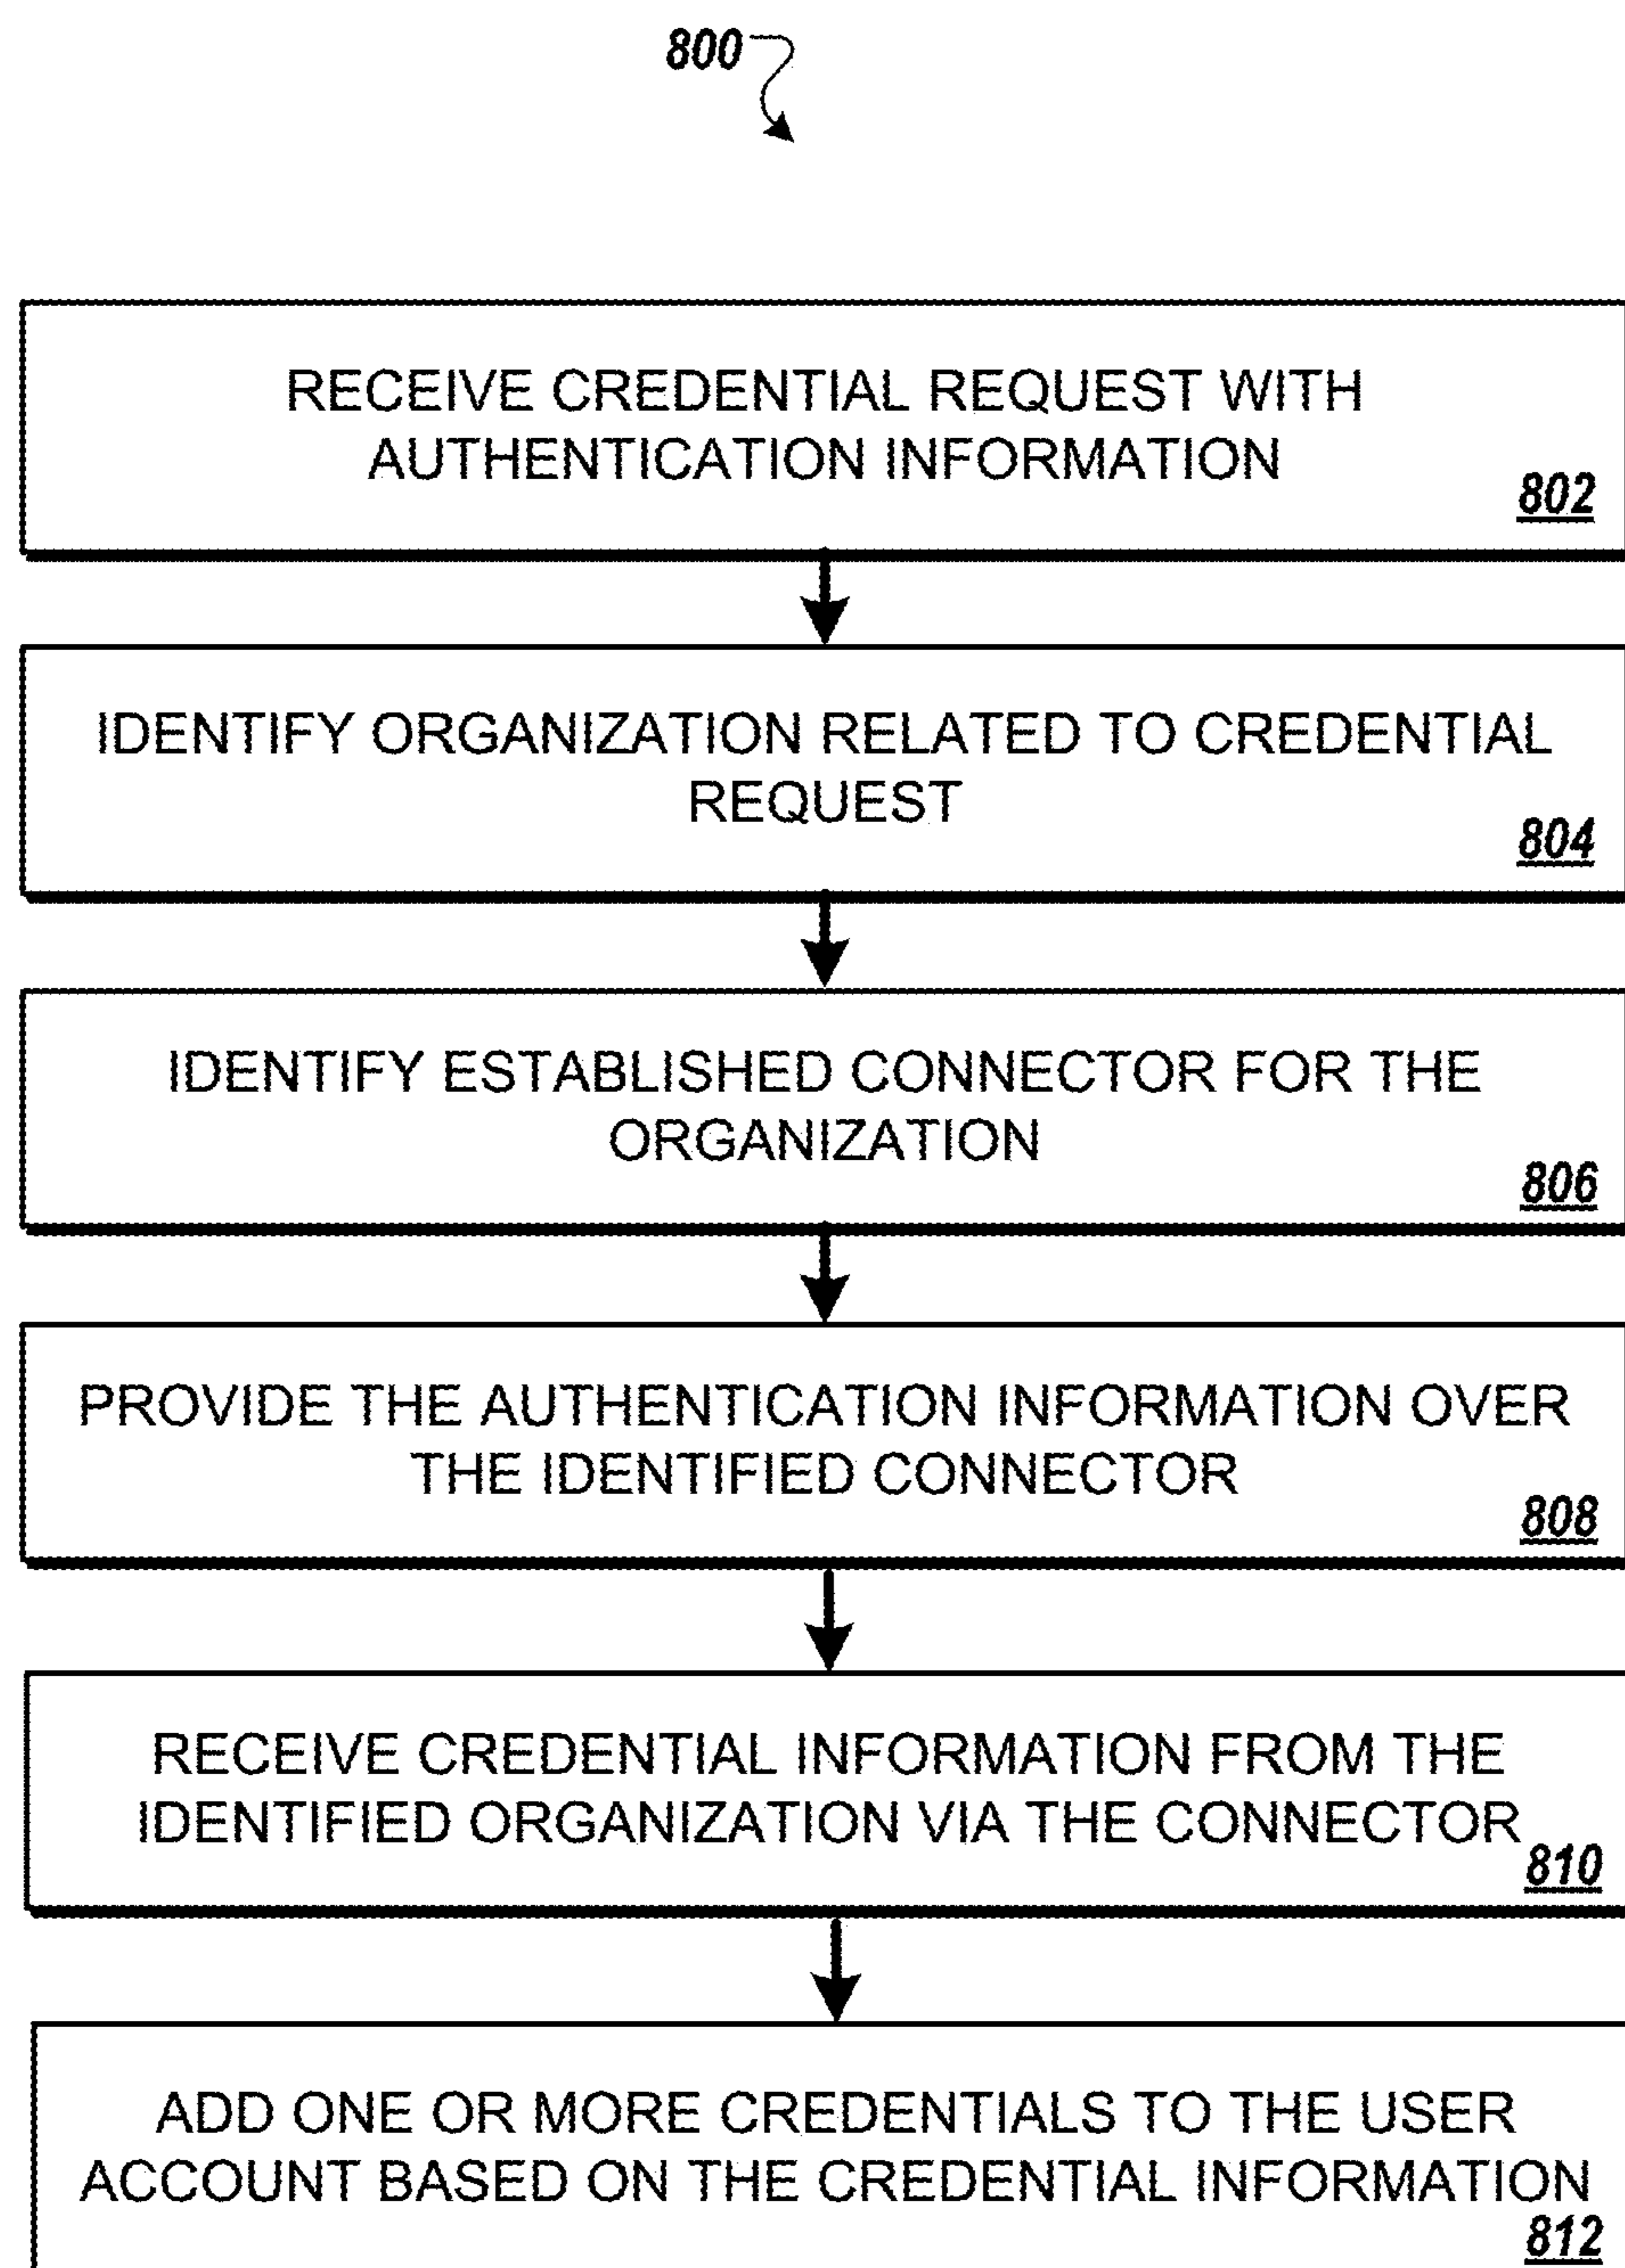 800
RECEIVE CREDENTIAL REQUEST WITH
AUTHENTICATION INFORMATION
802
IDENTIFY ORGANIZATION RELATED TO CREDENTIAL
REQUEST
804
IDENTIFY ESTABLISHED CONNECTOR FOR THE
ORGANIZATION
806
PROVIDE THE AUTHENTICATION INFORMATION OVER
THE IDENTIFIED CONNECTOR
808
RECEIVE CREDENTIAL INFORMATION FROM THE
IDENTIFIED ORGANIZATION VIA THE CONNECTOR
810
ADD ONE OR MORE CREDENTIALS TO THE USER
ACCOUNT BASED ON THE CREDENTIAL INFORMATION
812